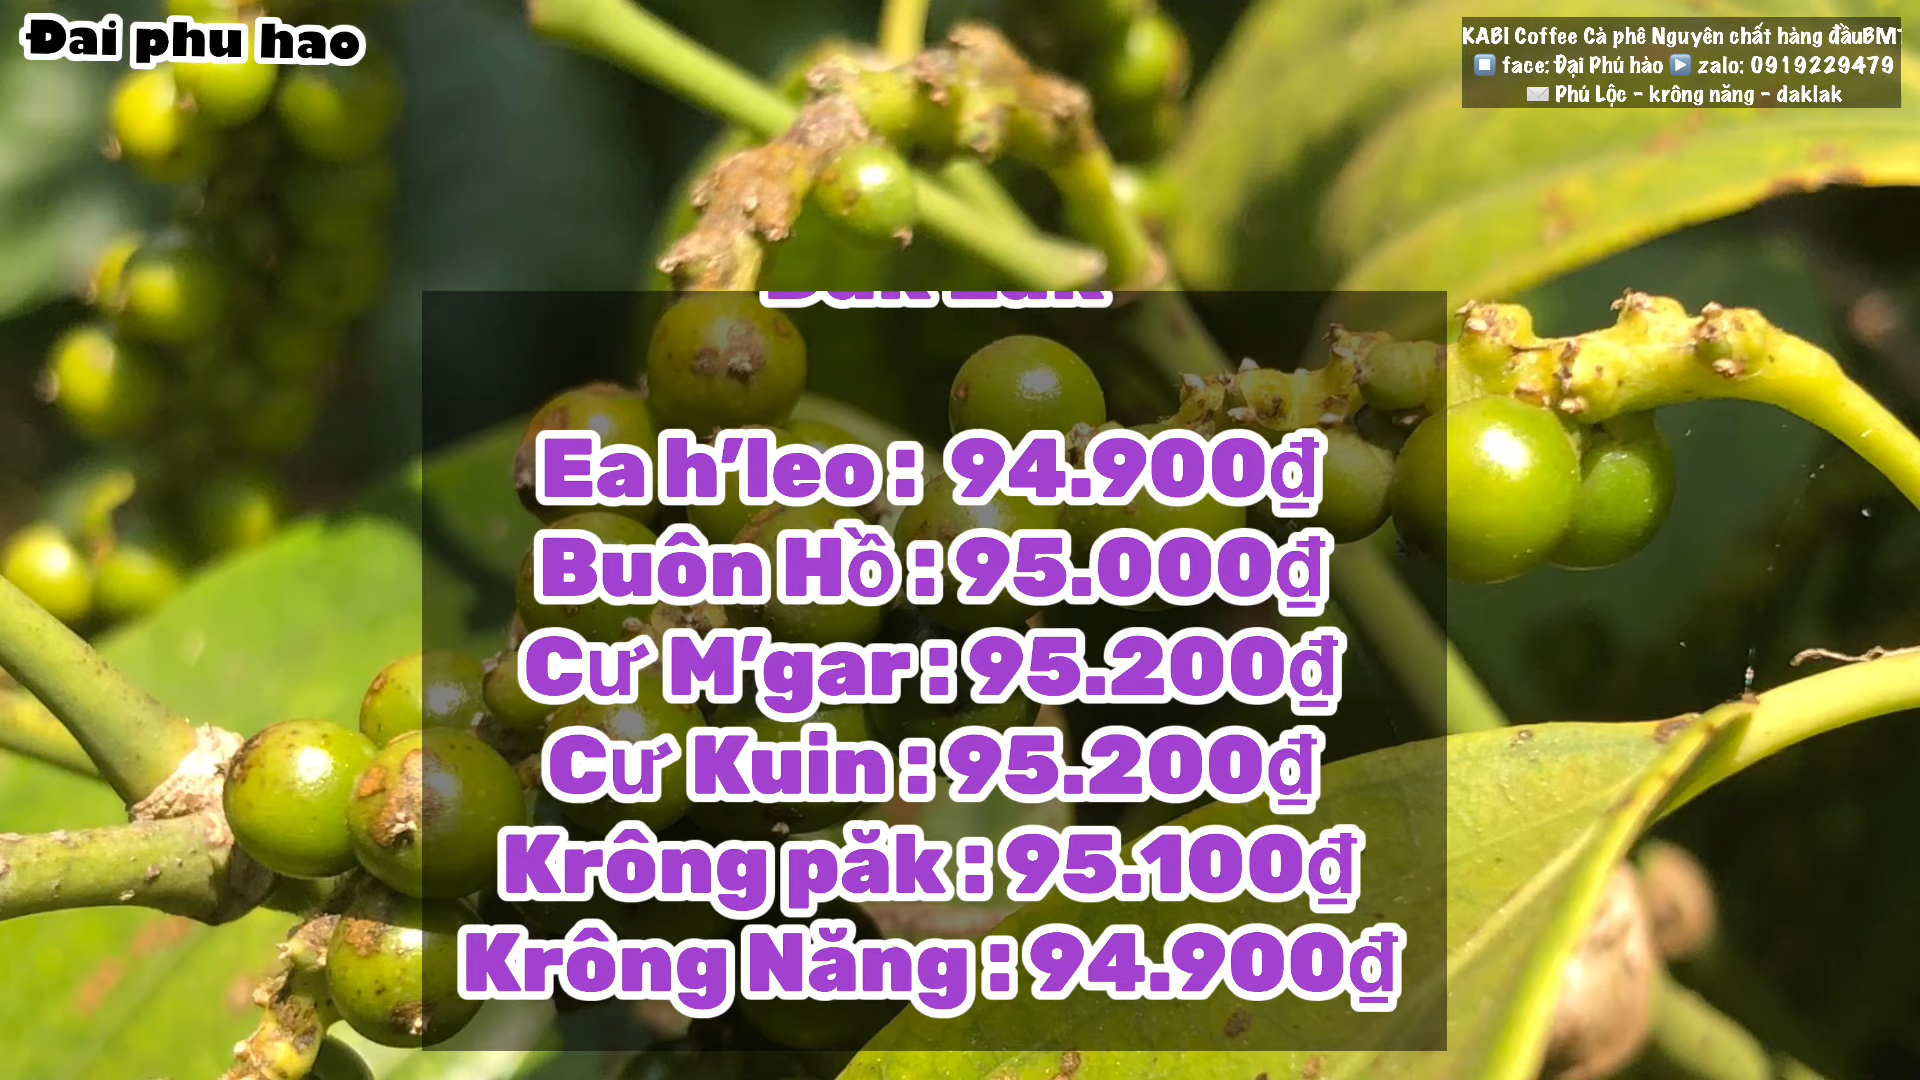 Đai phu hao
KABI Coffee Cà phê Nguyên chất hàng đầuBMT
face: Đại Phú hào ▶ zalo: 0919229479
Phú Lộc - krông năng - daklak
Ea h’leo : 94.900₫
Buôn Hồ : 95.000₫
Cư M’gar : 95.200₫
Cư Kuin : 95.200₫
Krông păk : 95.100₫
Krông Năng : 94.900₫